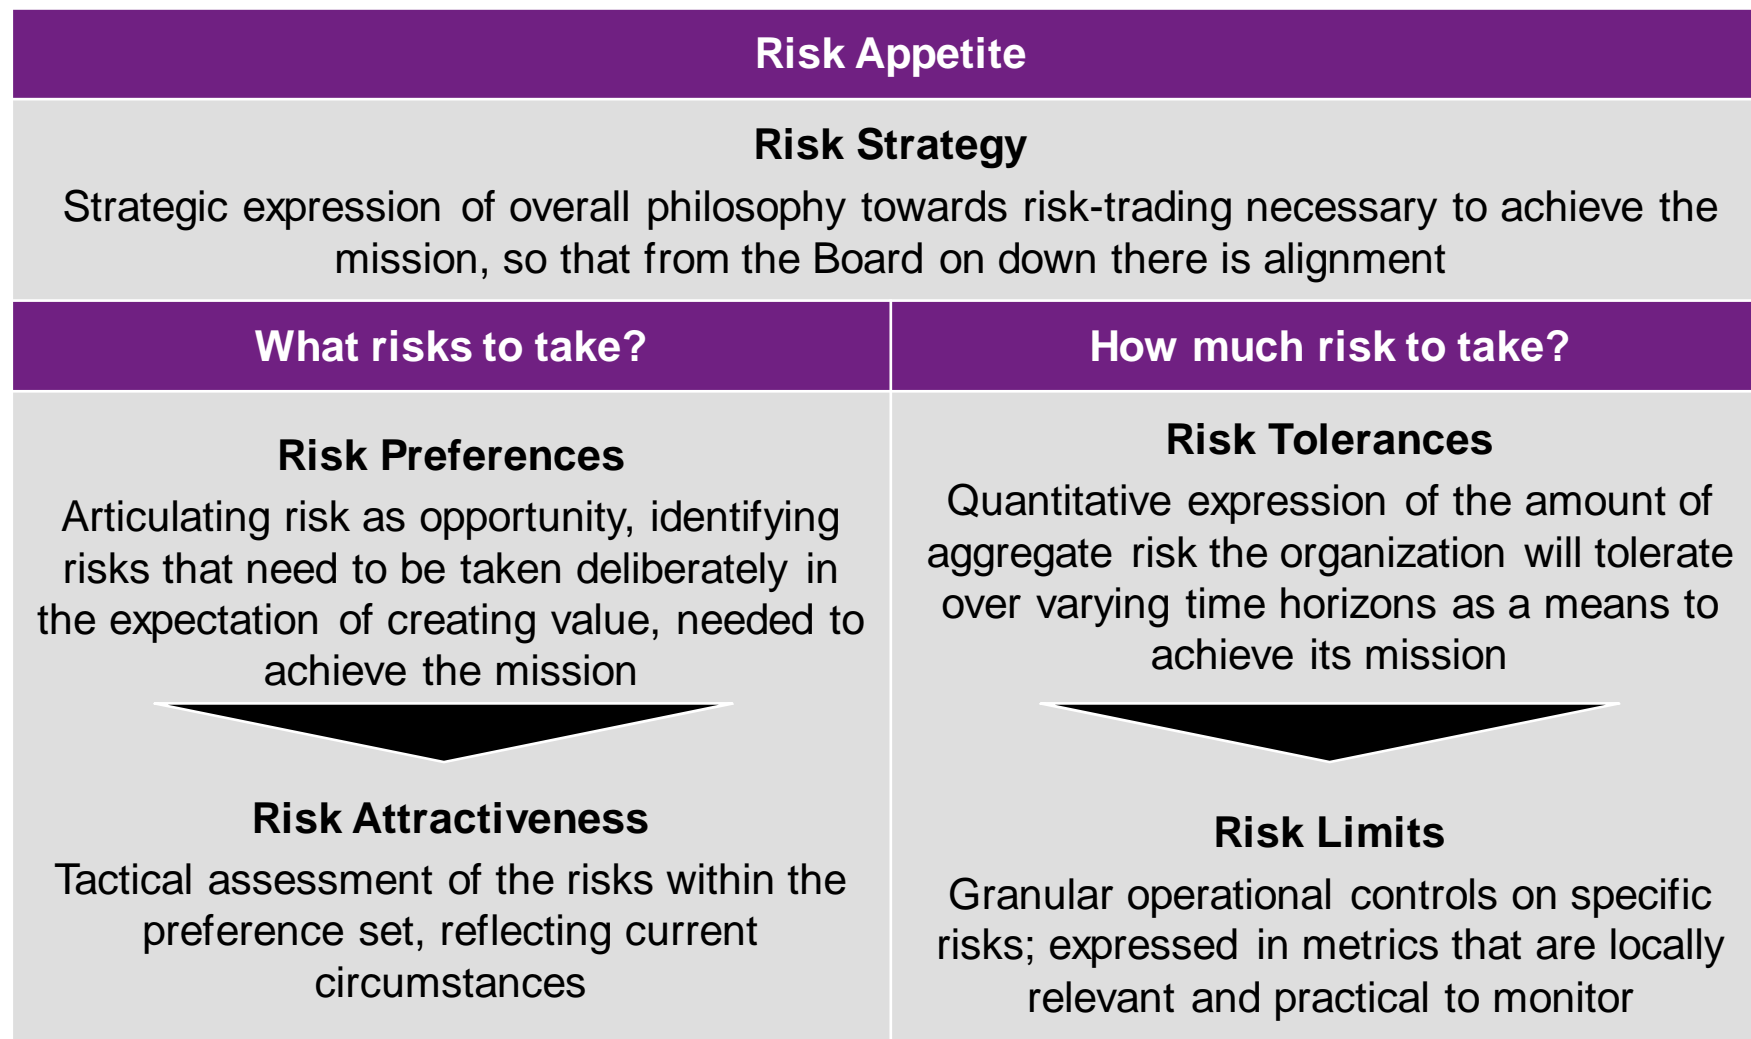 Risk Appetite
Risk Strategy
Strategic expression of overall philosophy towards risk-trading necessary to achieve the
mission, so that from the Board on down there is alignment
What risks to take?
How much risk to take?
Risk Preferences
Articulating risk as opportunity, identifying
risks that need to be taken deliberately in
the expectation of creating value, needed to
achieve the mission
Risk Attractiveness
Tactical assessment of the risks within the
preference set, reflecting current
circumstances
Risk Tolerances
Quantitative expression of the amount of
aggregate risk the organization will tolerate
over varying time horizons as a means to
achieve its mission
Risk Limits
Granular operational controls on specific
risks; expressed in metrics that are locally
relevant and practical to monitor